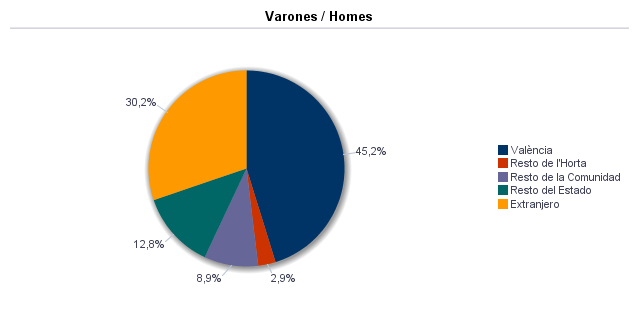 Varones / Homes
30,2%
45,2%
12,8%
8,9%
2,9%
València
Resto de l'Horta
Resto de la Comunidad
Resto del Estado
Extranjero